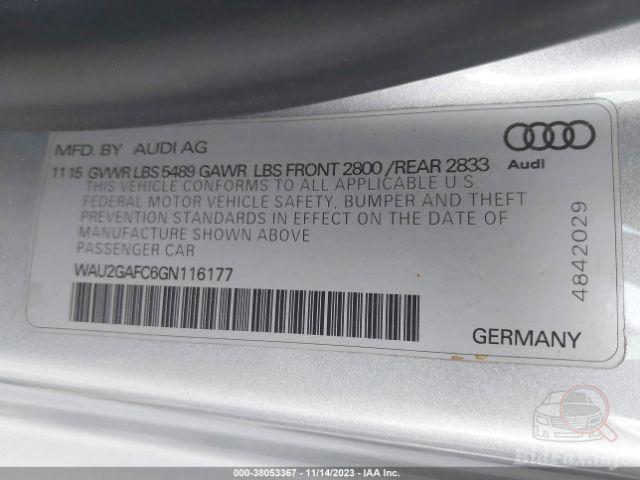 MFD. BY AUDI AG
11 15 GVWR LBS 5489 GAWR LBS FRONT 2800 /REAR 2833
THIS VEHICLE CONFORMS TO ALL APPLICABLE U.S.
FEDERAL MOTOR VEHICLE SAFETY, BUMPER AND THEFT
PREVENTION STANDARDS IN EFFECT ON THE DATE OF
MANUFACTURE SHOWN ABOVE
PASSENGER CAR
WAU2GAFC6GN116177
Audi
4842029
GERMANY
000-38053367 - 11/14/2023 - IAA Inc.